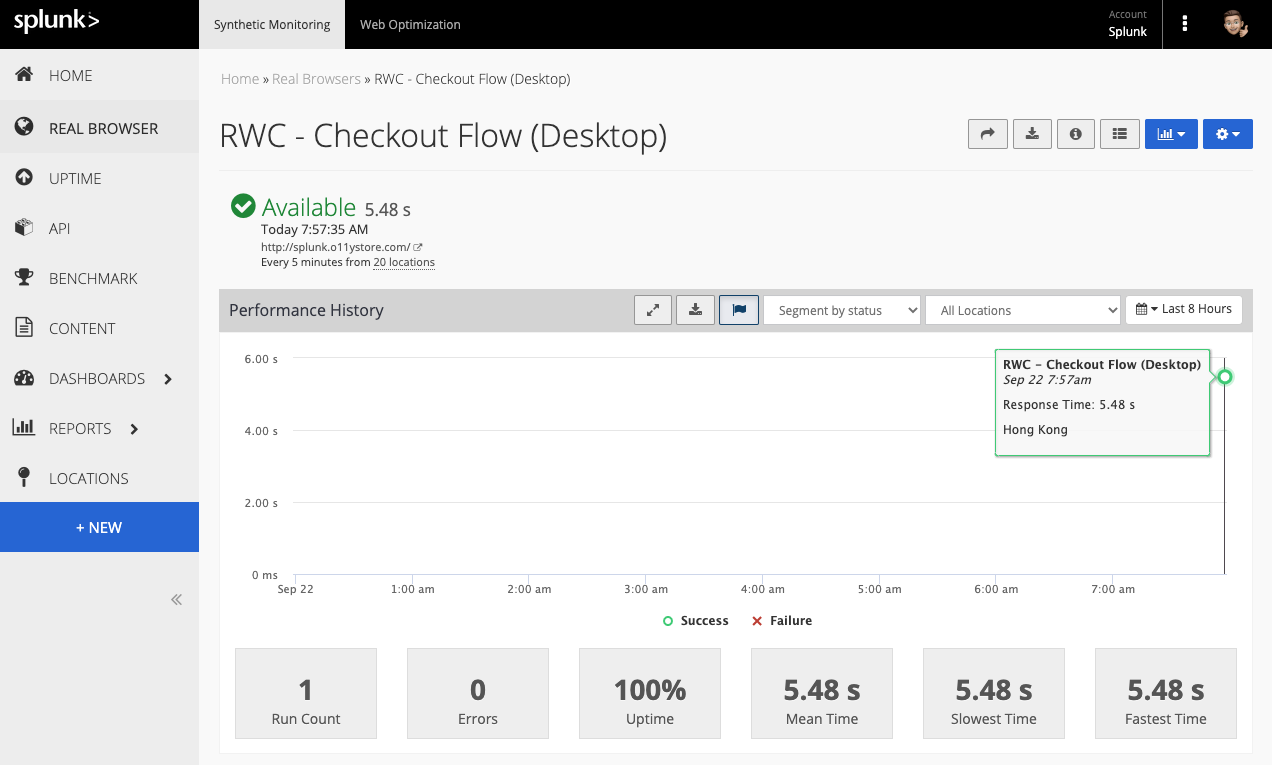 splunk>
Synthetic Monitoring
Web Optimization
Account
Splunk
HOME
REAL BROWSER
UPTIME
API
BENCHMARK
CONTENT
DASHBOARDS
REPORTS
LOCATIONS
+ NEW
Home » Real Browsers » RWC - Checkout Flow (Desktop)
RWC - Checkout Flow (Desktop)
Available 5.48 s
Today 7:57:35 AM
http://splunk.o11ystore.com/
Every 5 minutes from 20 locations
Performance History
Segment by status
All Locations
Last 8 Hours
6.00 s
4.00 s
2.00 s
0 ms
RWC - Checkout Flow (Desktop)
Sep 22 7:57am
Response Time: 5.48 s
Hong Kong
Sep 22
1:00 am
2:00 am
3:00 am
4:00 am
5:00 am
6:00 am
7:00 am
Success
Failure
1
Run Count
0
Errors
100%
Uptime
5.48 s
Mean Time
5.48 s
Slowest Time
5.48 s
Fastest Time